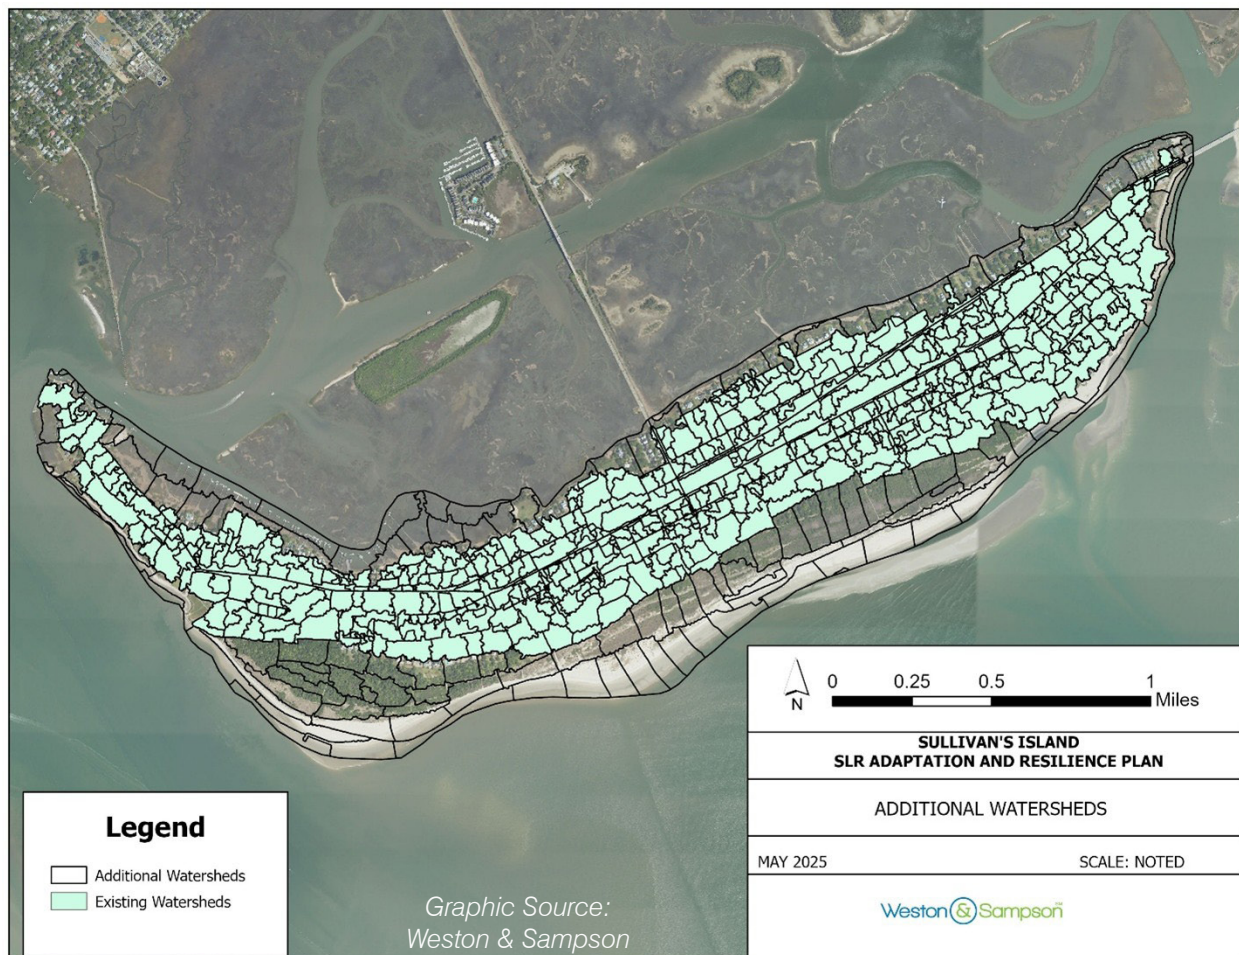 0 0.25 0.5 1
Miles
N
SULLIVAN'S ISLAND
SLR ADAPTATION AND RESILIENCE PLAN
ADDITIONAL WATERSHEDS
MAY 2025 SCALE: NOTED
Weston & Sampson
Legend
Additional Watersheds
Existing Watersheds
Graphic Source:
Weston & Sampson